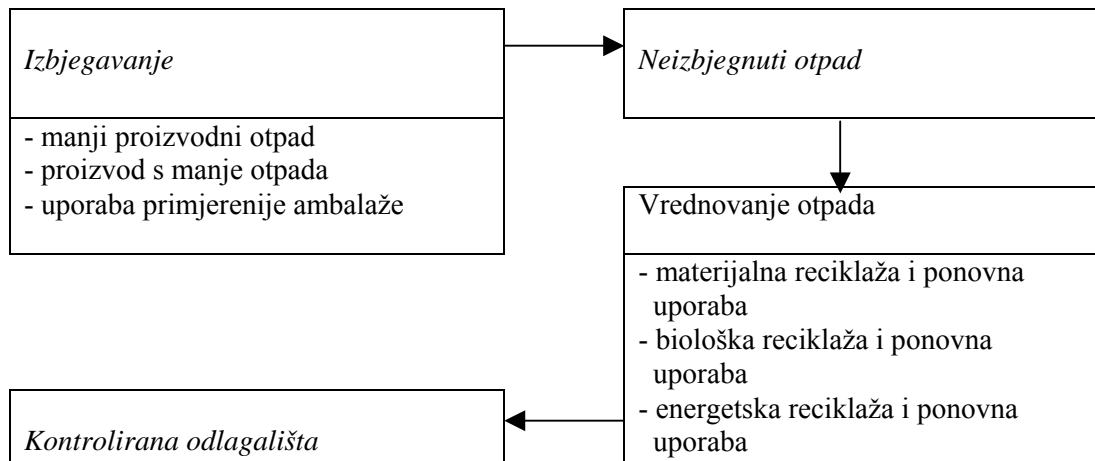 Izbjegavanje
- manji proizvodni otpad
- proizvod s manje otpada
- uporaba primjerenije ambalaže
Neizbjegnuti otpad
Vrednovanje otpada
- materijalna reciklaža i ponovna
uporaba
- biološka reciklaža i ponovna
uporaba
- energetska reciklaža i ponovna
uporaba
Kontrolirana odlagališta